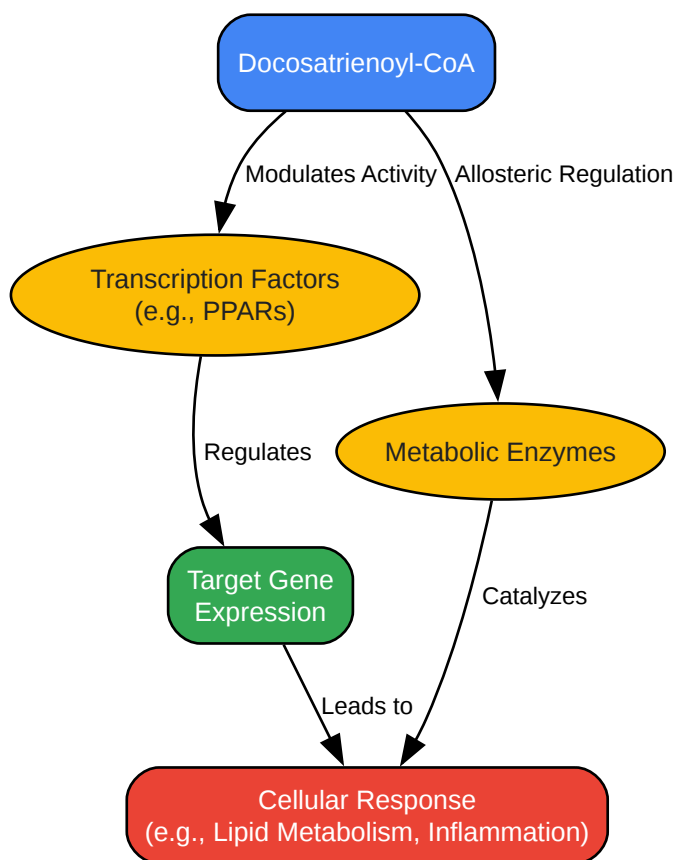 Docosatrienoyl-CoA
Modulates Activity
Allosteric Regulation
Transcription Factors
(e.g., PPARs)
Regulates
Metabolic Enzymes
Target Gene
Expression
Catalyzes
Leads to
Cellular Response
(e.g., Lipid Metabolism, Inflammation)